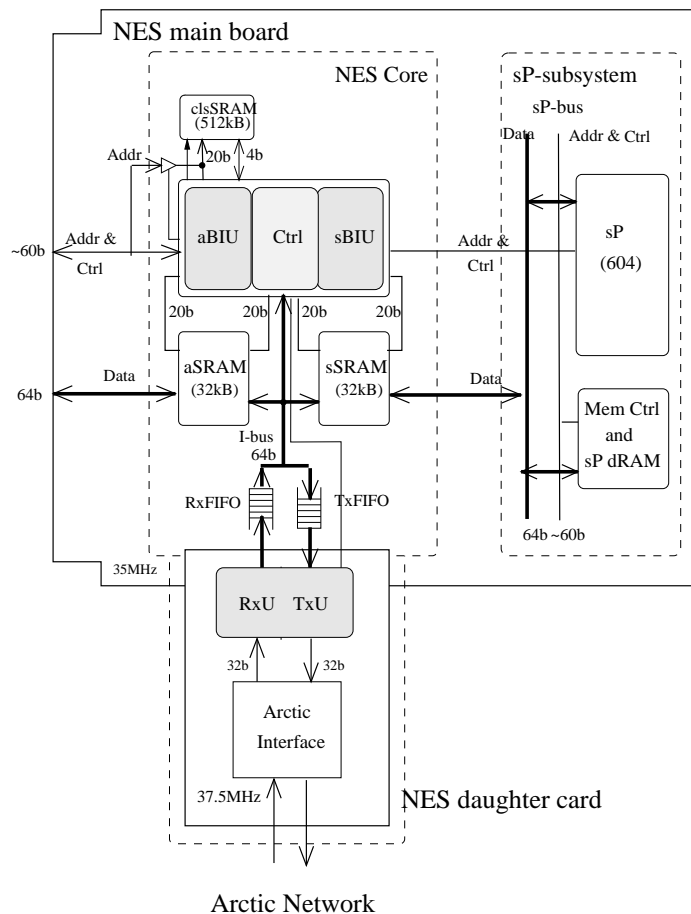 NES main board
NES Core
sP-subsystem
sP-bus
clsSRAM
(512kB)
Data
Addr & Ctrl
Addr
20b
4b
aBIU
Ctrl
sBIU
sP
(604)
~60b
Addr &
Ctrl
Addr &
Ctrl
20b
20b
20b
20b
aSRAM
(32kB)
sSRAM
(32kB)
64b
Data
Data
Mem Ctrl
and
sP dRAM
I-bus
64b
RxFIFO
TxFIFO
64b ~60b
35MHz
RxU
TxU
32b
32b
Arctic
Interface
37.5MHz
NES daughter card
Arctic Network